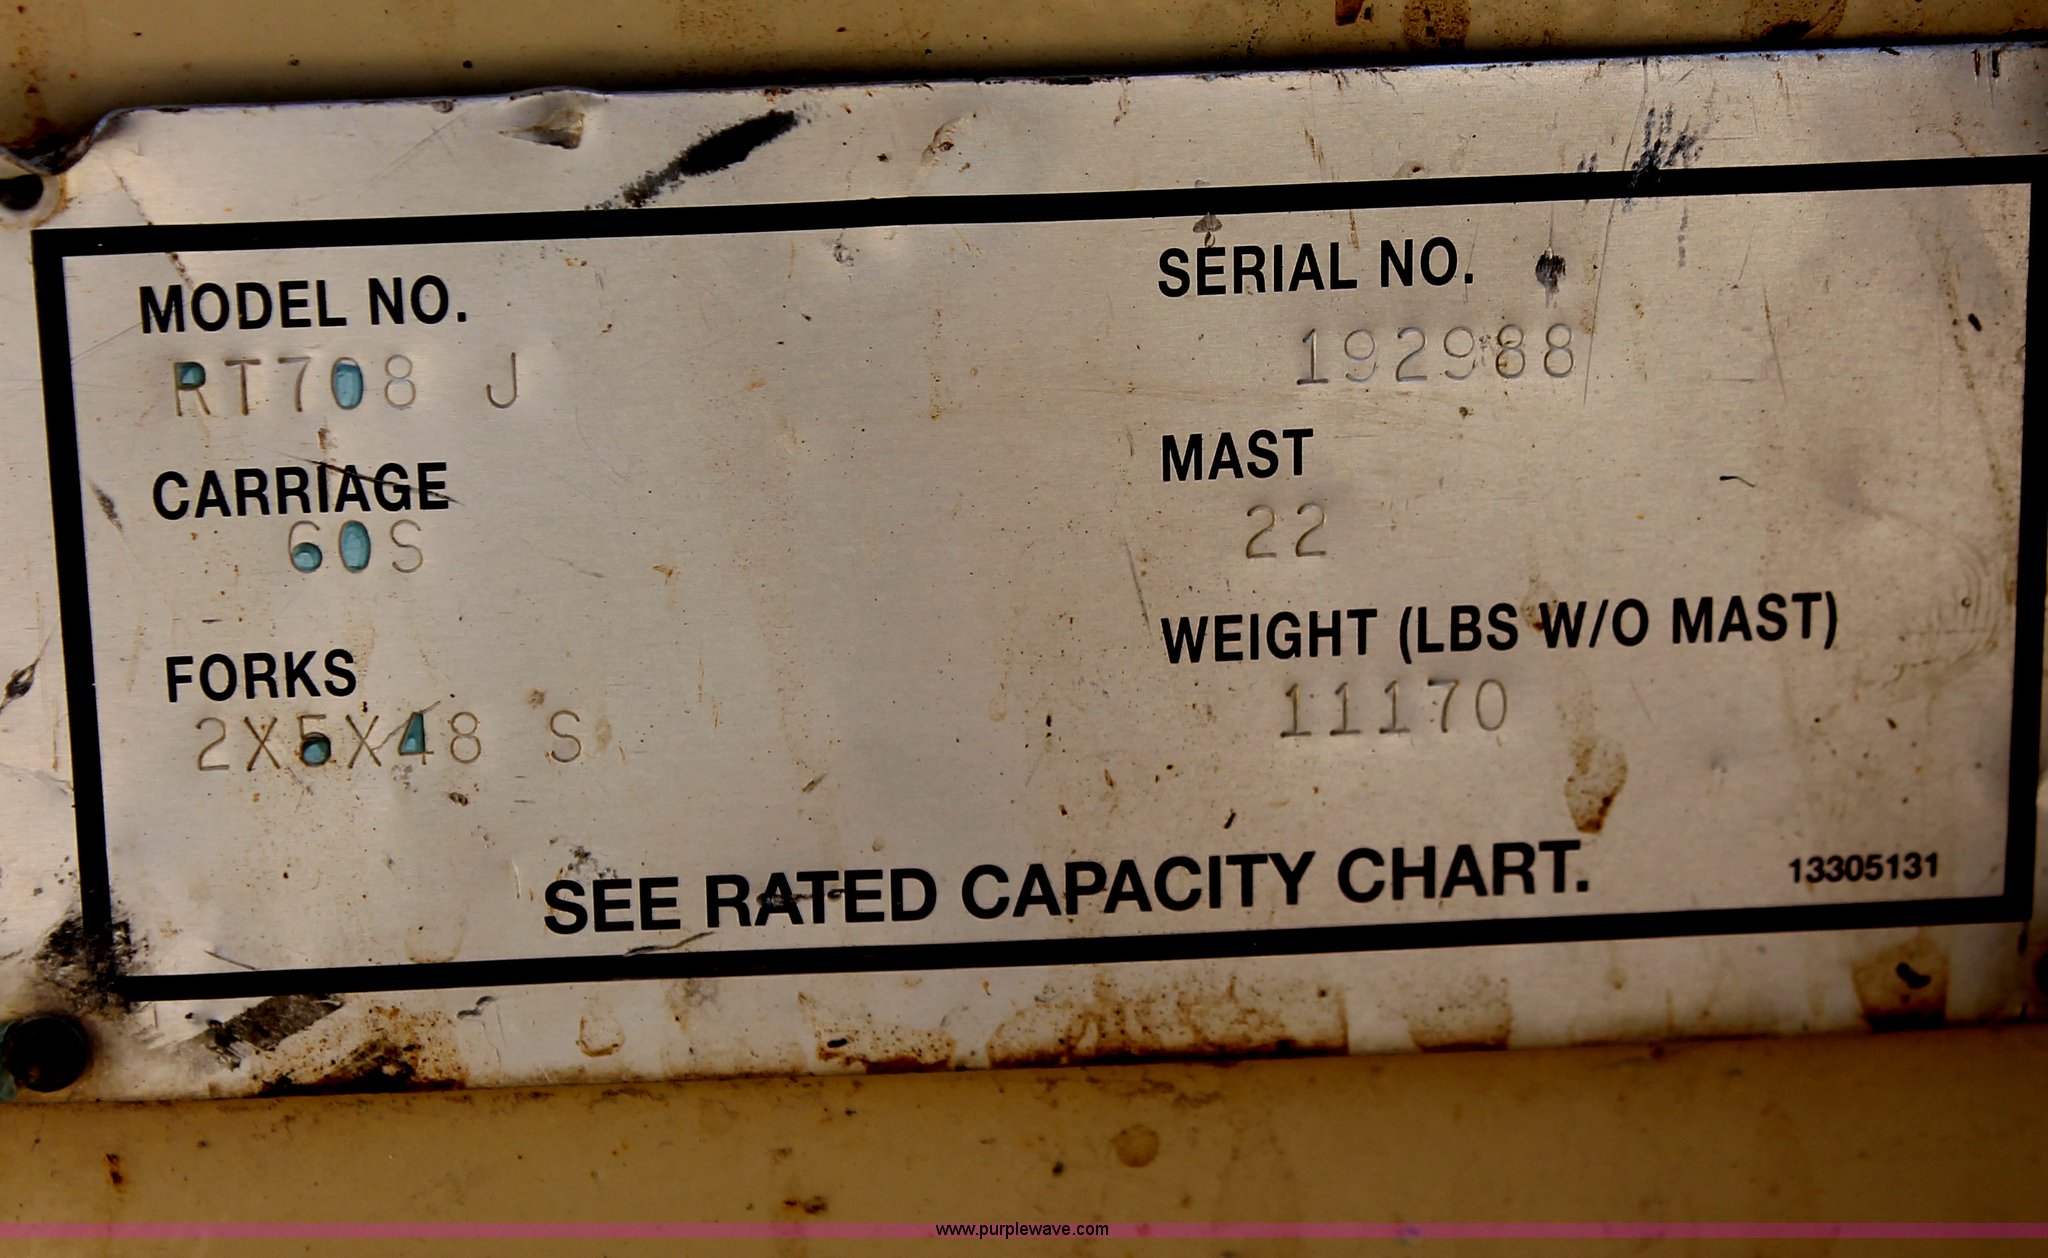 MODEL NO.
RT708 J
SERIAL NO.
192988
CARRIAGE
60S
MAST
22
FORKS
2X5X48 S
WEIGHT (LBS W/O MAST)
11170
SEE RATED CAPACITY CHART.
13305131
www.purplewave.com